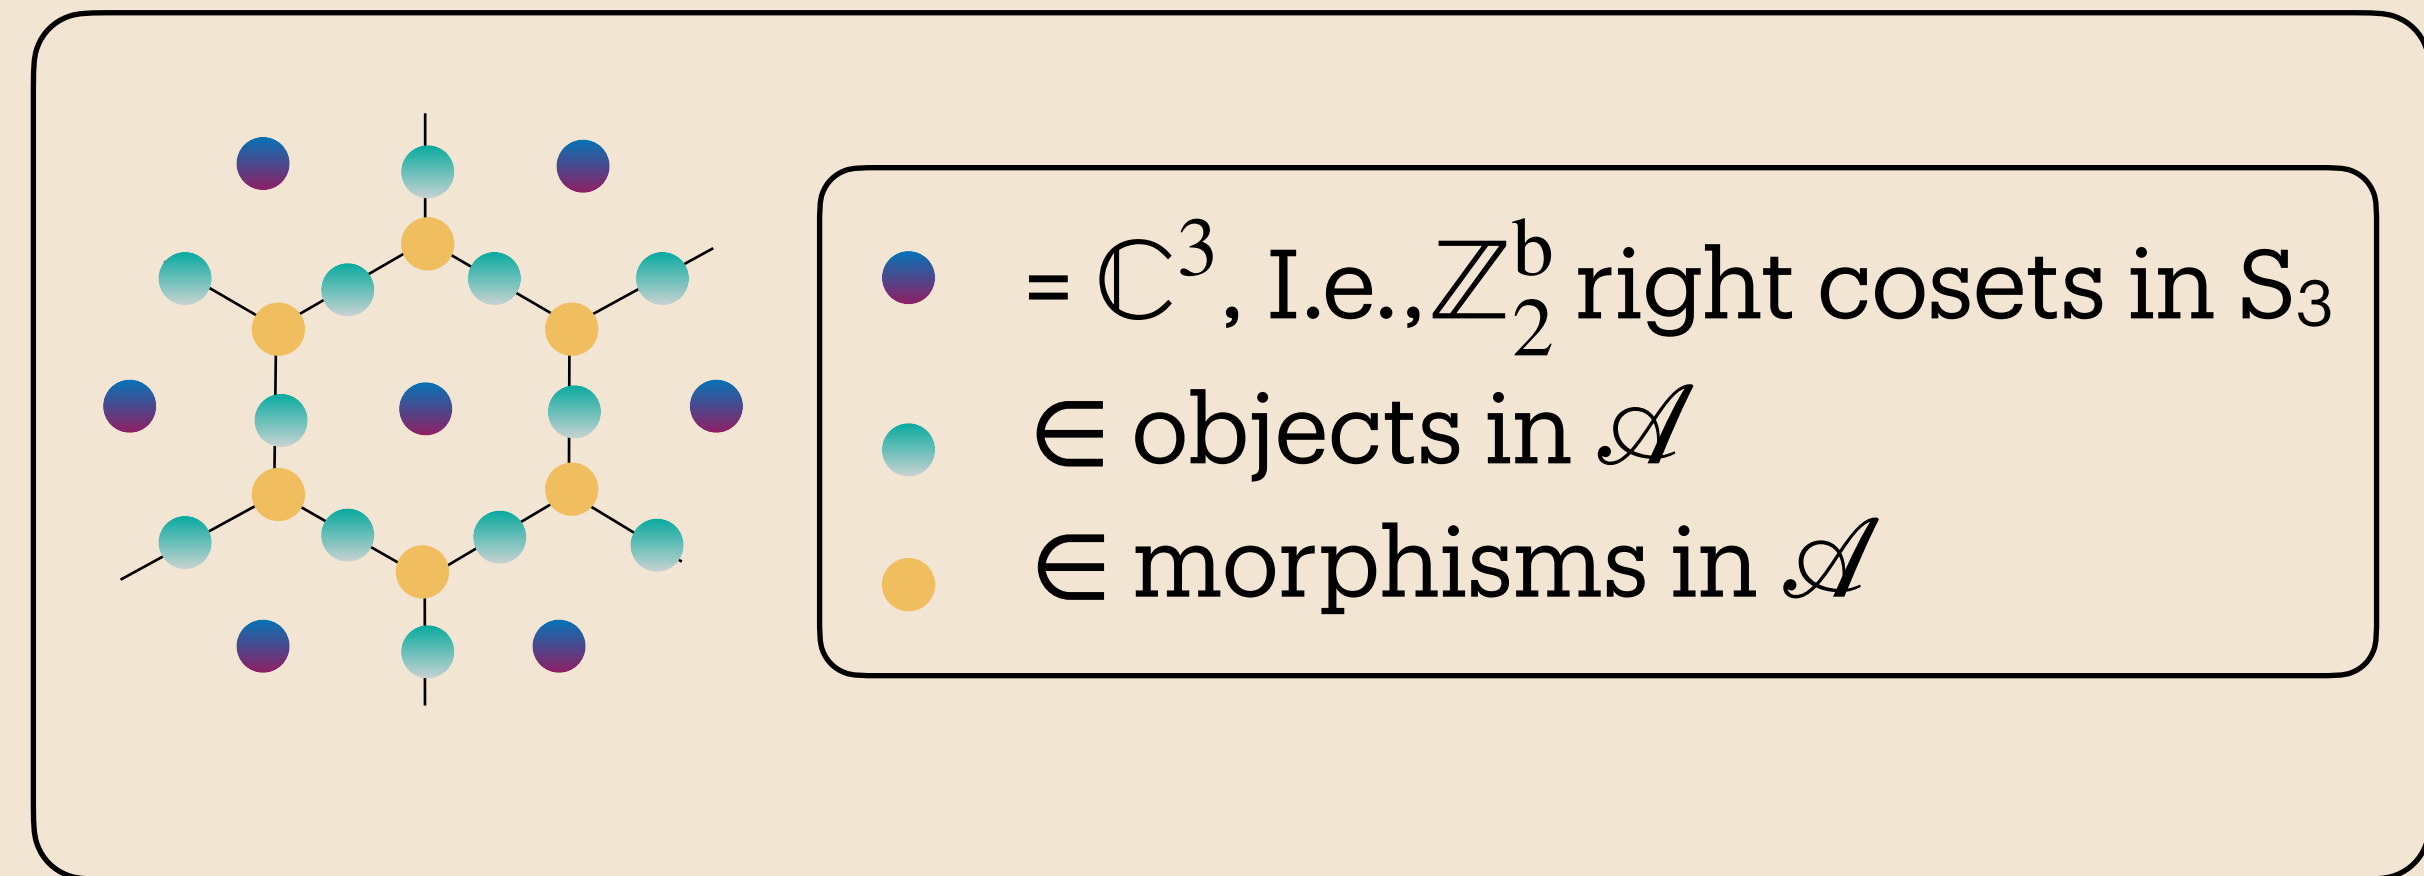 = ℂ³, I.e., ℤ₂ᵇ right cosets in S₃
∈ objects in 𝒜
∈ morphisms in 𝒜